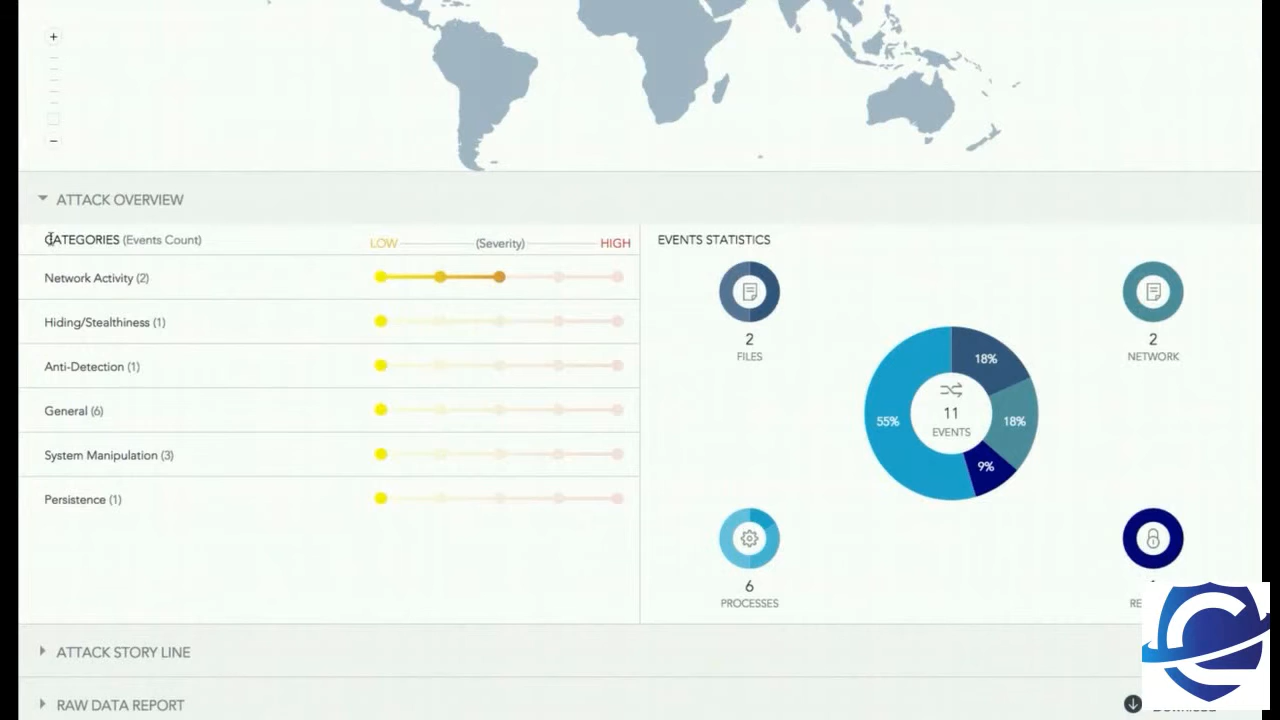 +
−
ATTACK OVERVIEW
CATEGORIES (Events Count)
LOW (Severity) HIGH
Network Activity (2)
Hiding/Stealthiness (1)
Anti-Detection (1)
General (6)
System Manipulation (3)
Persistence (1)
EVENTS STATISTICS
2
FILES
2
NETWORK
18%
18%
9%
55%
11
EVENTS
6
PROCESSES
ATTACK STORY LINE
RAW DATA REPORT